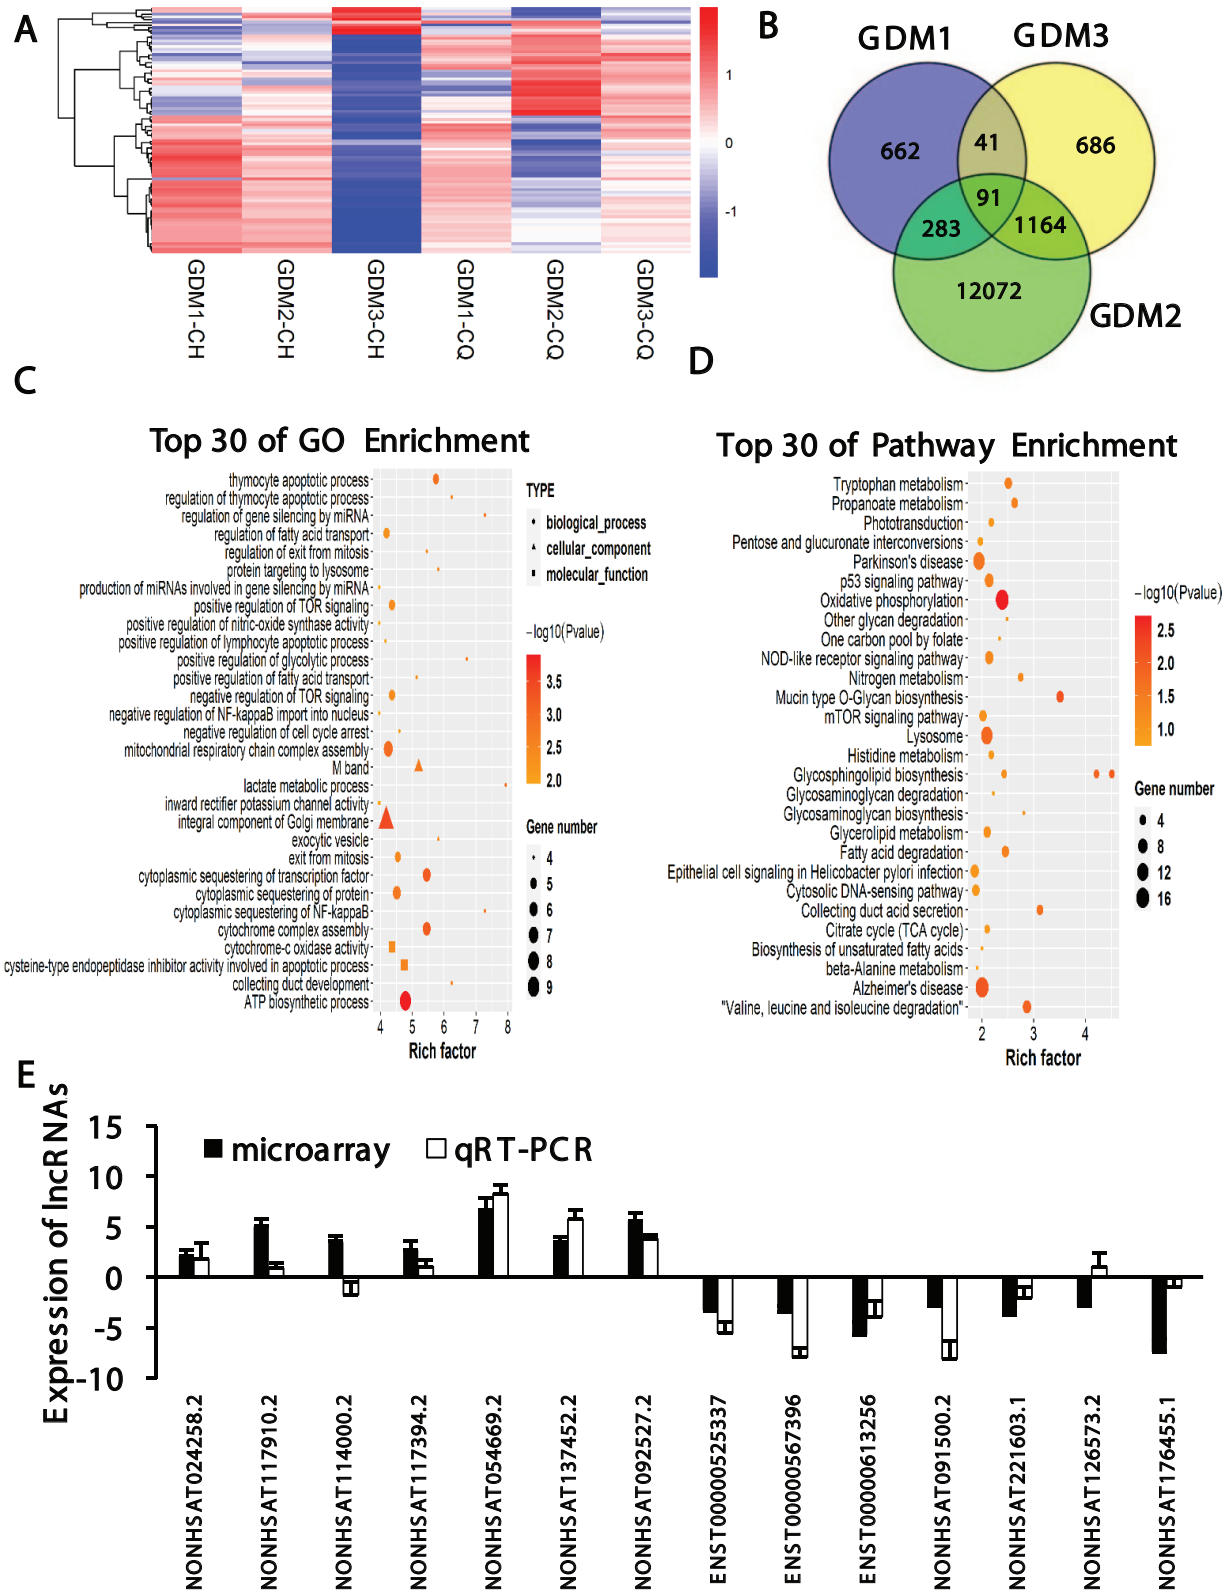 A
1
0
-1
GDM1-CH
GDM2-CH
GDM3-CH
GDM1-CQ
GDM2-CQ
GDM3-CQ
B
GDM1
GDM3
662
41
686
91
283
1164
12072
GDM2
C
Top 30 of GO Enrichment
thymocyte apoptotic process
regulation of thymocyte apoptotic process
regulation of gene silencing by miRNA
regulation of fatty acid transport
regulation of exit from mitosis
protein targeting to lysosome
production of miRNAs involved in gene silencing by miRNA
positive regulation of TOR signaling
positive regulation of nitric-oxide synthase activity
positive regulation of lymphocyte apoptotic process
positive regulation of glycolytic process
positive regulation of fatty acid transport
negative regulation of TOR signaling
negative regulation of NF-kappaB import into nucleus
negative regulation of cell cycle arrest
mitochondrial respiratory chain complex assembly
M band
lactate metabolic process
inward rectifier potassium channel activity
integral component of Golgi membrane
exocytic vesicle
exit from mitosis
cytoplasmic sequestering of transcription factor
cytoplasmic sequestering of protein
cytoplasmic sequestering of NF-kappaB
cytochrome complex assembly
cytochrome-c oxidase activity
cysteine-type endopeptidase inhibitor activity involved in apoptotic process
collecting duct development
ATP biosynthetic process
4 5 6 7 8
Rich factor
TYPE
biological_process
cellular_component
molecular_function
−log10(Pvalue)
3.5
3.0
2.5
2.0
Gene number
4
5
6
7
8
9
D
Top 30 of Pathway Enrichment
Tryptophan metabolism
Propanoate metabolism
Phototransduction
Pentose and glucuronate interconversions
Parkinson's disease
p53 signaling pathway
Oxidative phosphorylation
Other glycan degradation
One carbon pool by folate
NOD-like receptor signaling pathway
Nitrogen metabolism
Mucin type O-Glycan biosynthesis
mTOR signaling pathway
Lysosome
Histidine metabolism
Glycosphingolipid biosynthesis
Glycosaminoglycan degradation
Glycosaminoglycan biosynthesis
Glycerolipid metabolism
Fatty acid degradation
Epithelial cell signaling in Helicobacter pylori infection
Cytosolic DNA-sensing pathway
Collecting duct acid secretion
Citrate cycle (TCA cycle)
Biosynthesis of unsaturated fatty acids
beta-Alanine metabolism
Alzheimer's disease
"Valine, leucine and isoleucine degradation"
2 3 4
Rich factor
−log10(Pvalue)
2.5
2.0
1.5
1.0
Gene number
4
8
12
16
E
Expression of lncRNAs
15
10
5
0
-5
-10
microarray qRT-PCR
NONHSAT024258.2
NONHSAT117910.2
NONHSAT114000.2
NONHSAT117394.2
NONHSAT054669.2
NONHSAT137452.2
NONHSAT092527.2
ENST00000525337
ENST00000567396
ENST00000613256
NONHSAT091500.2
NONHSAT221603.1
NONHSAT126573.2
NONHSAT176455.1